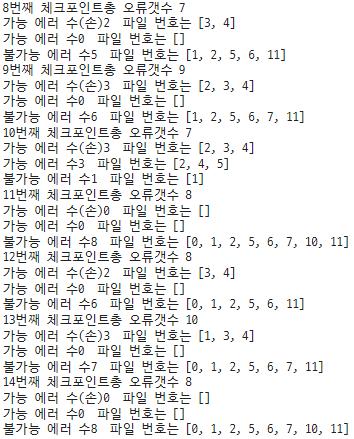 8번째 체크포인트총 오류갯수 7
가능 에러 수(손)2  파일 번호는 [3, 4]
가능 에러 수0  파일 번호는 []
불가능 에러 수5  파일 번호는 [1, 2, 5, 6, 11]
9번째 체크포인트총 오류갯수 9
가능 에러 수(손)3  파일 번호는 [2, 3, 4]
가능 에러 수0  파일 번호는 []
불가능 에러 수6  파일 번호는 [1, 2, 5, 6, 7, 11]
10번째 체크포인트총 오류갯수 7
가능 에러 수(손)3  파일 번호는 [2, 3, 4]
가능 에러 수3  파일 번호는 [2, 4, 5]
불가능 에러 수1  파일 번호는 [1]
11번째 체크포인트총 오류갯수 8
가능 에러 수(손)0  파일 번호는 []
가능 에러 수0  파일 번호는 []
불가능 에러 수8  파일 번호는 [0, 1, 2, 5, 6, 7, 10, 11]
12번째 체크포인트총 오류갯수 8
가능 에러 수(손)2  파일 번호는 [3, 4]
가능 에러 수0  파일 번호는 []
불가능 에러 수6  파일 번호는 [0, 1, 2, 5, 6, 11]
13번째 체크포인트총 오류갯수 10
가능 에러 수(손)3  파일 번호는 [1, 3, 4]
가능 에러 수0  파일 번호는 []
불가능 에러 수7  파일 번호는 [0, 1, 2, 5, 6, 7, 11]
14번째 체크포인트총 오류갯수 8
가능 에러 수(손)0  파일 번호는 []
가능 에러 수0  파일 번호는 []
불가능 에러 수8  파일 번호는 [0, 1, 2, 5, 6, 7, 10, 11]